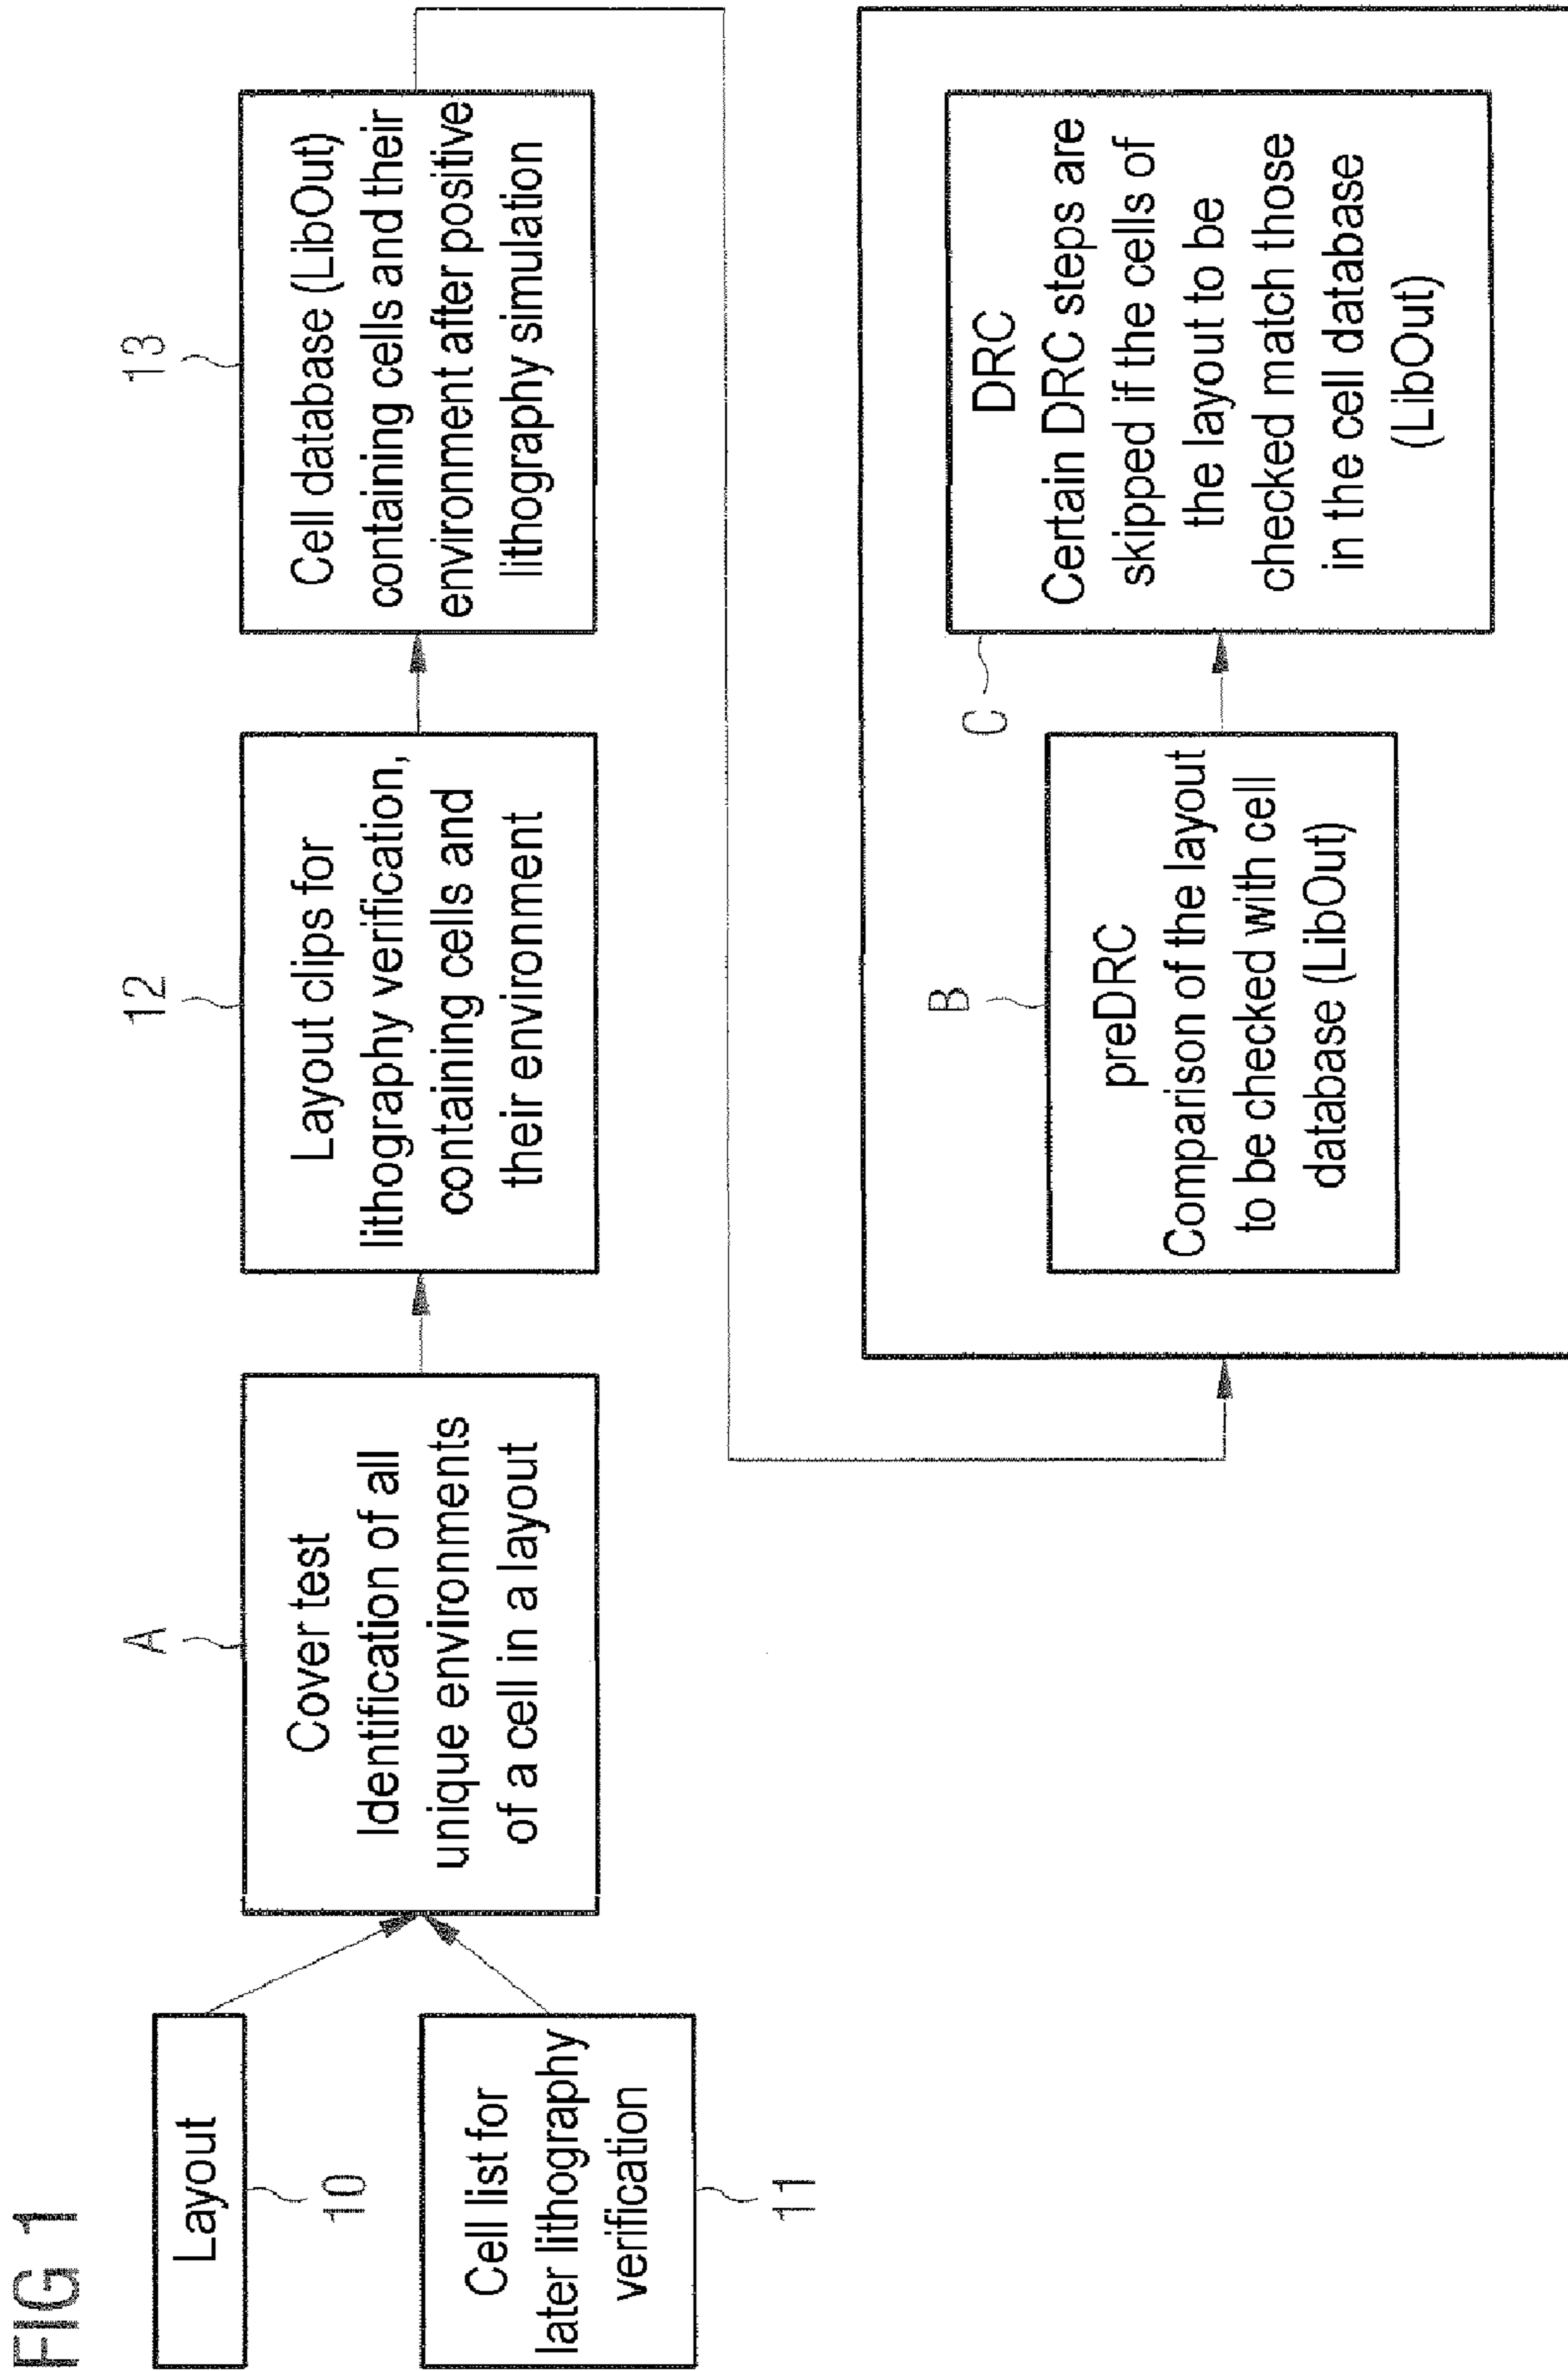 FIG 1
Layout
10
Cell list for
later lithography
verification
11
A
Cover test
Identification of all
unique environments
of a cell in a layout
12
Layout clips for
lithography verification,
containing cells and
their environment
13
Cell database (LibOut)
containing cells and their
environment after positive
lithography simulation
B
preDRC
Comparison of the layout
to be checked with cell
database (LibOut)
C
DRC
Certain DRC steps are
skipped if the cells of
the layout to be
checked match those
in the cell database
(LibOut)